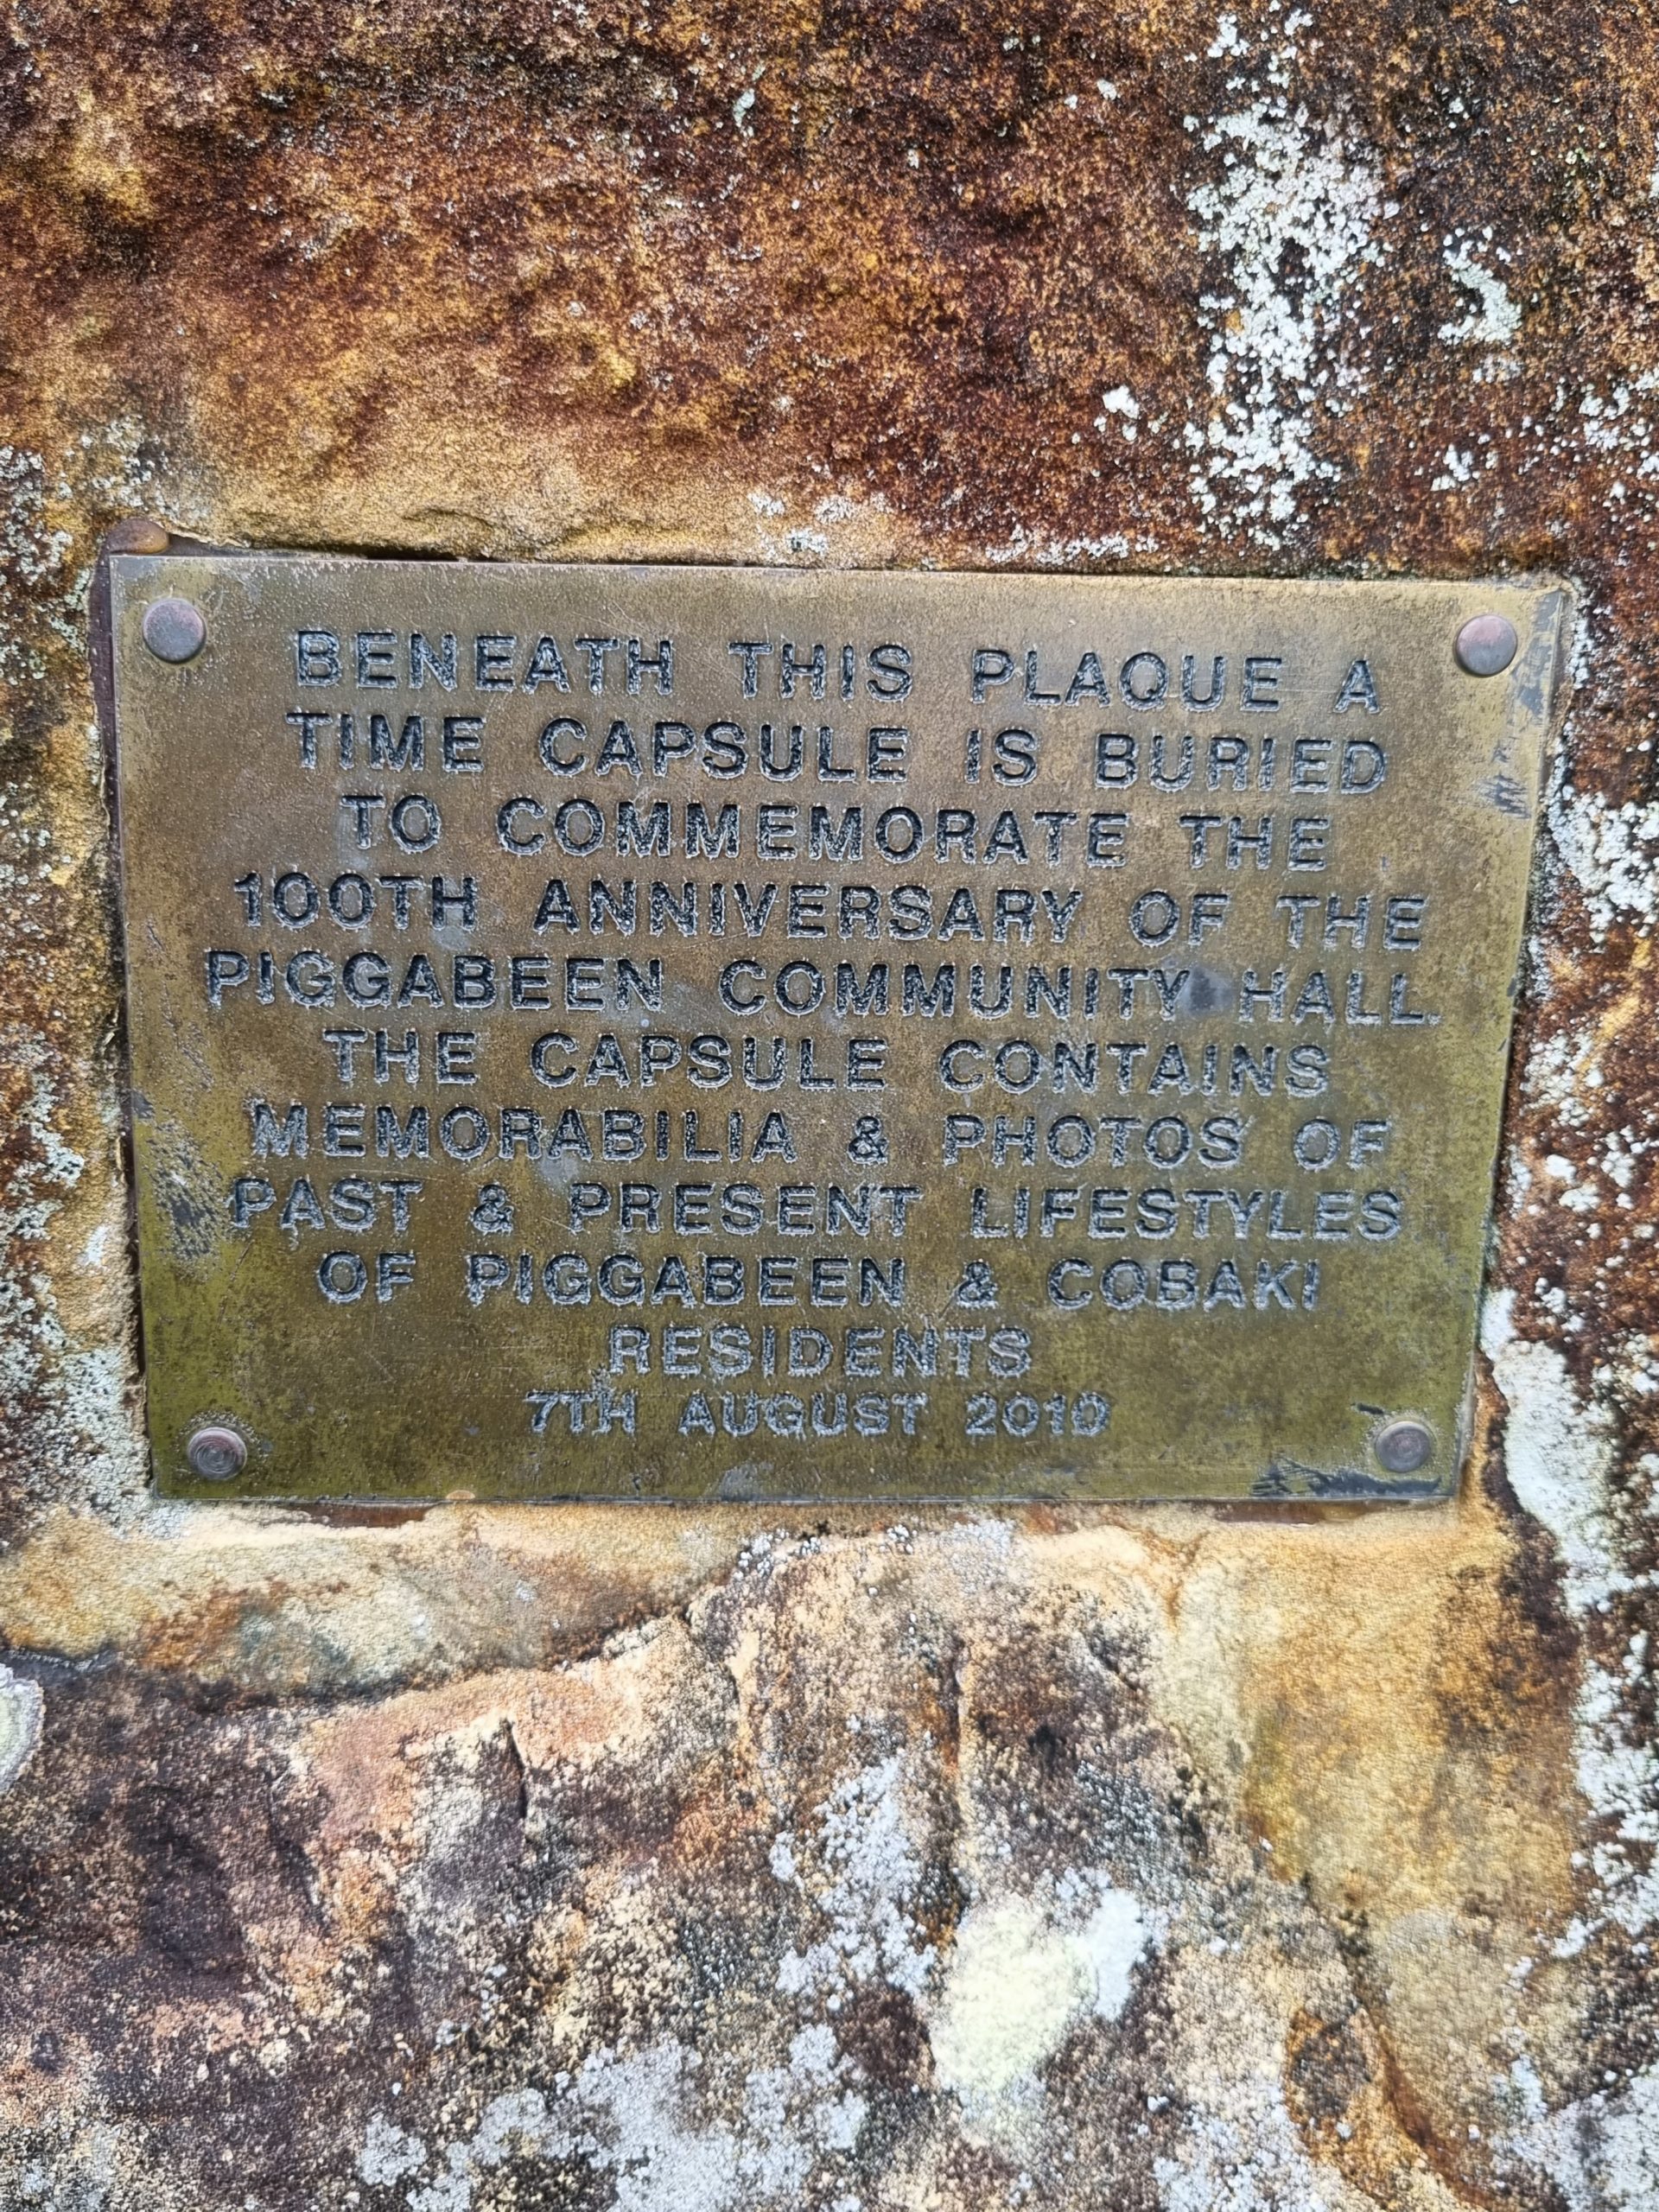 BENEATH THIS PLAQUE A
TIME CAPSULE IS BURIED
TO COMMEMORATE THE
100TH ANNIVERSARY OF THE
PIGGABEEN COMMUNITY HALL.
THE CAPSULE CONTAINS
MEMORABILIA & PHOTOS OF
PAST & PRESENT LIFESTYLES
OF PIGGABEEN & COBAKI
RESIDENTS
7TH AUGUST 2010